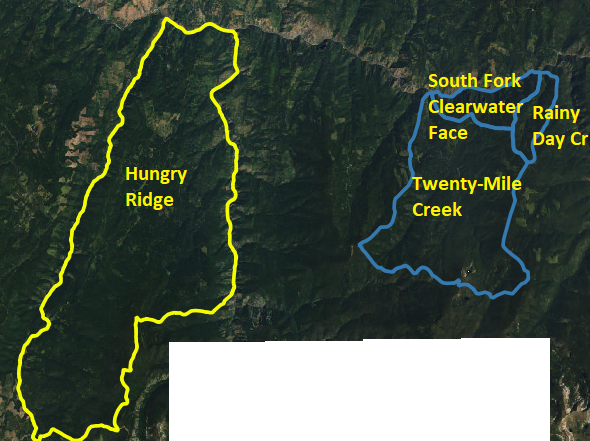 South Fork
Clearwater
Face
Rainy
Day Cr
Hungry
Ridge
Twenty-Mile
Creek